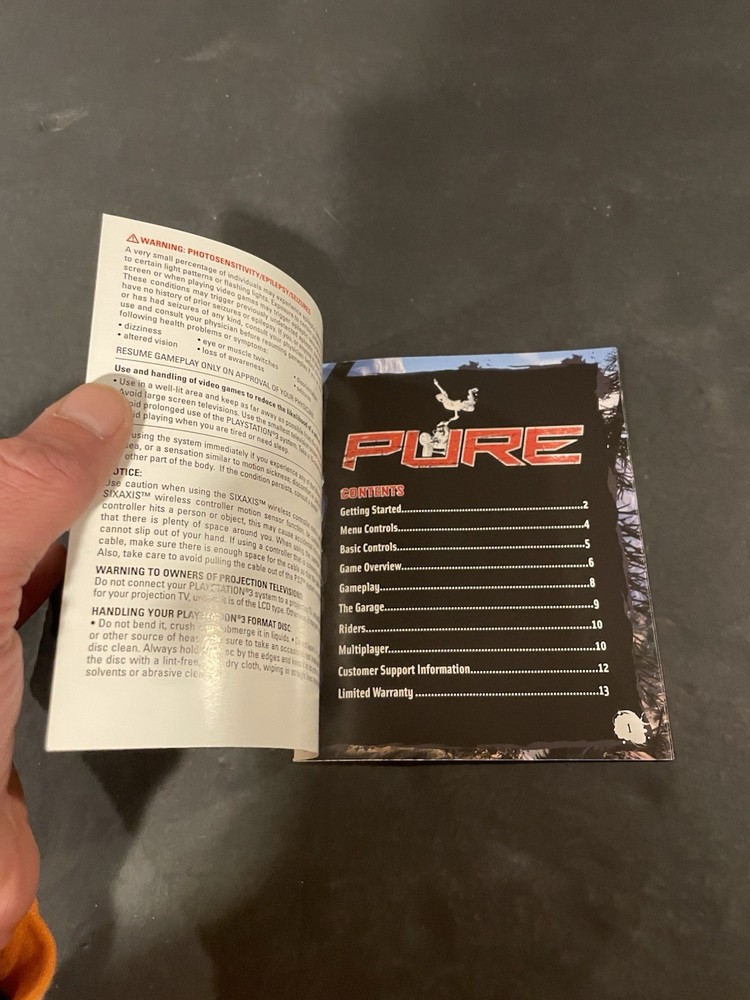 WARNING: PHOTOSENSITIVITY/EPILEPSY/SEIZURES
A very small percentage of individuals may experience
to certain light patterns or flashing lights. Exposure
screen or when playing video games may trigger
These conditions may trigger previously undetected
have no history of prior seizures or epilepsy. If you
or has had seizures of any kind, consult your physician
use and consult your physician before resuming
following health problems or symptoms:
• dizziness • eye or muscle twitches
• altered vision • loss of awareness
RESUME GAMEPLAY ONLY ON APPROVAL OF YOUR PHYSICIAN
Use and handling of video games to reduce the likelihood of a
• Use in a well-lit area and keep as far away as possible
Avoid large screen televisions. Use the smallest
prolonged use of the PLAYSTATION®3 system. Take
playing when you are tired or need sleep.
using the system immediately if you experience any
or a sensation similar to motion sickness;
other part of the body. If the condition persists, consult
NOTICE:
Use caution when using the SIXAXIS™ wireless
SIXAXIS™ wireless controller motion sensor function
controller hits a person or object, this may cause
that there is plenty of space around you. When using
cannot slip out of your hand. If using a controller
cable, make sure there is enough space for the cable
Also, take care to avoid pulling the cable out of the
WARNING TO OWNERS OF PROJECTION TELEVISIONS
Do not connect your PLAYSTATION®3 system to a
for your projection TV, unless it is of the LCD type.
HANDLING YOUR PLAYSTATION®3 FORMAT DISC
• Do not bend it, crush or submerge it in liquids. • Do
or other source of heat. sure to take an
disc clean. Always hold disc by the edges and
the disc with a lint-free, dry cloth, wiping in
solvents or abrasive
PURE
CONTENTS
Getting Started..........2
Menu Controls..........4
Basic Controls..........5
Game Overview..........6
Gameplay..........8
The Garage..........9
Riders..........10
Multiplayer..........10
Customer Support Information..........12
Limited Warranty..........13
1